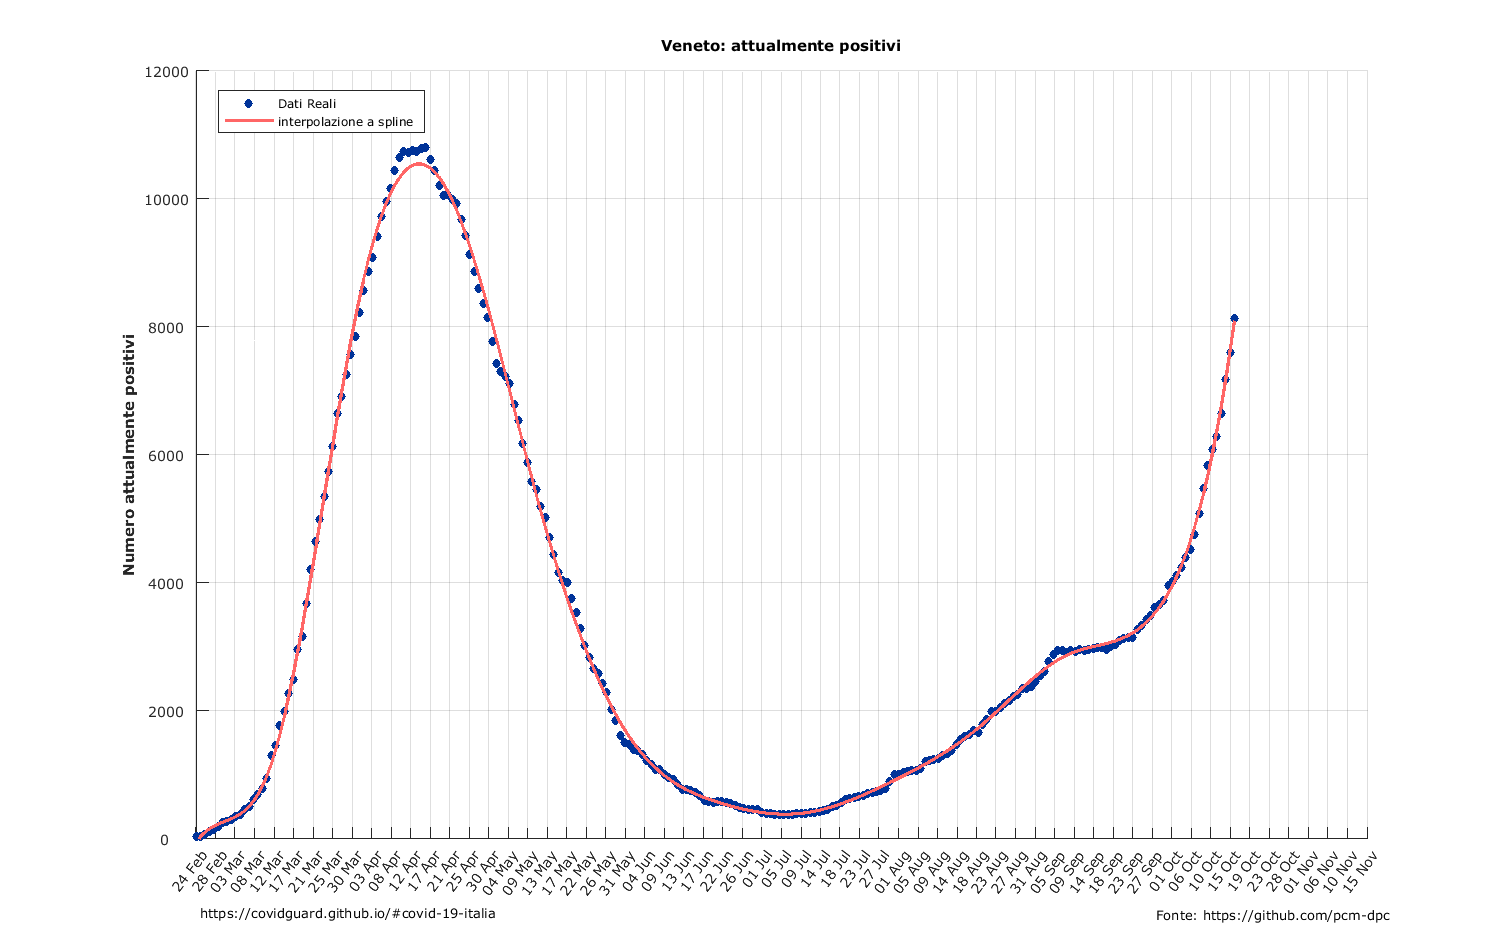 Veneto: attualmente positivi
12000
10000
8000
6000
4000
2000
0
Numero attualmente positivi
Dati Reali
interpolazione a spline
24 Feb
28 Feb
03 Mar
08 Mar
12 Mar
17 Mar
21 Mar
25 Mar
30 Mar
03 Apr
08 Apr
12 Apr
17 Apr
21 Apr
25 Apr
30 Apr
04 May
09 May
13 May
17 May
22 May
26 May
31 May
04 Jun
09 Jun
13 Jun
17 Jun
22 Jun
26 Jun
01 Jul
05 Jul
09 Jul
14 Jul
18 Jul
23 Jul
27 Jul
01 Aug
05 Aug
09 Aug
14 Aug
18 Aug
23 Aug
27 Aug
31 Aug
05 Sep
09 Sep
14 Sep
18 Sep
23 Sep
27 Sep
01 Oct
06 Oct
10 Oct
15 Oct
19 Oct
23 Oct
28 Oct
01 Nov
06 Nov
10 Nov
15 Nov
https://covidguard.github.io/#covid-19-italia
Fonte: https://github.com/pcm-dpc